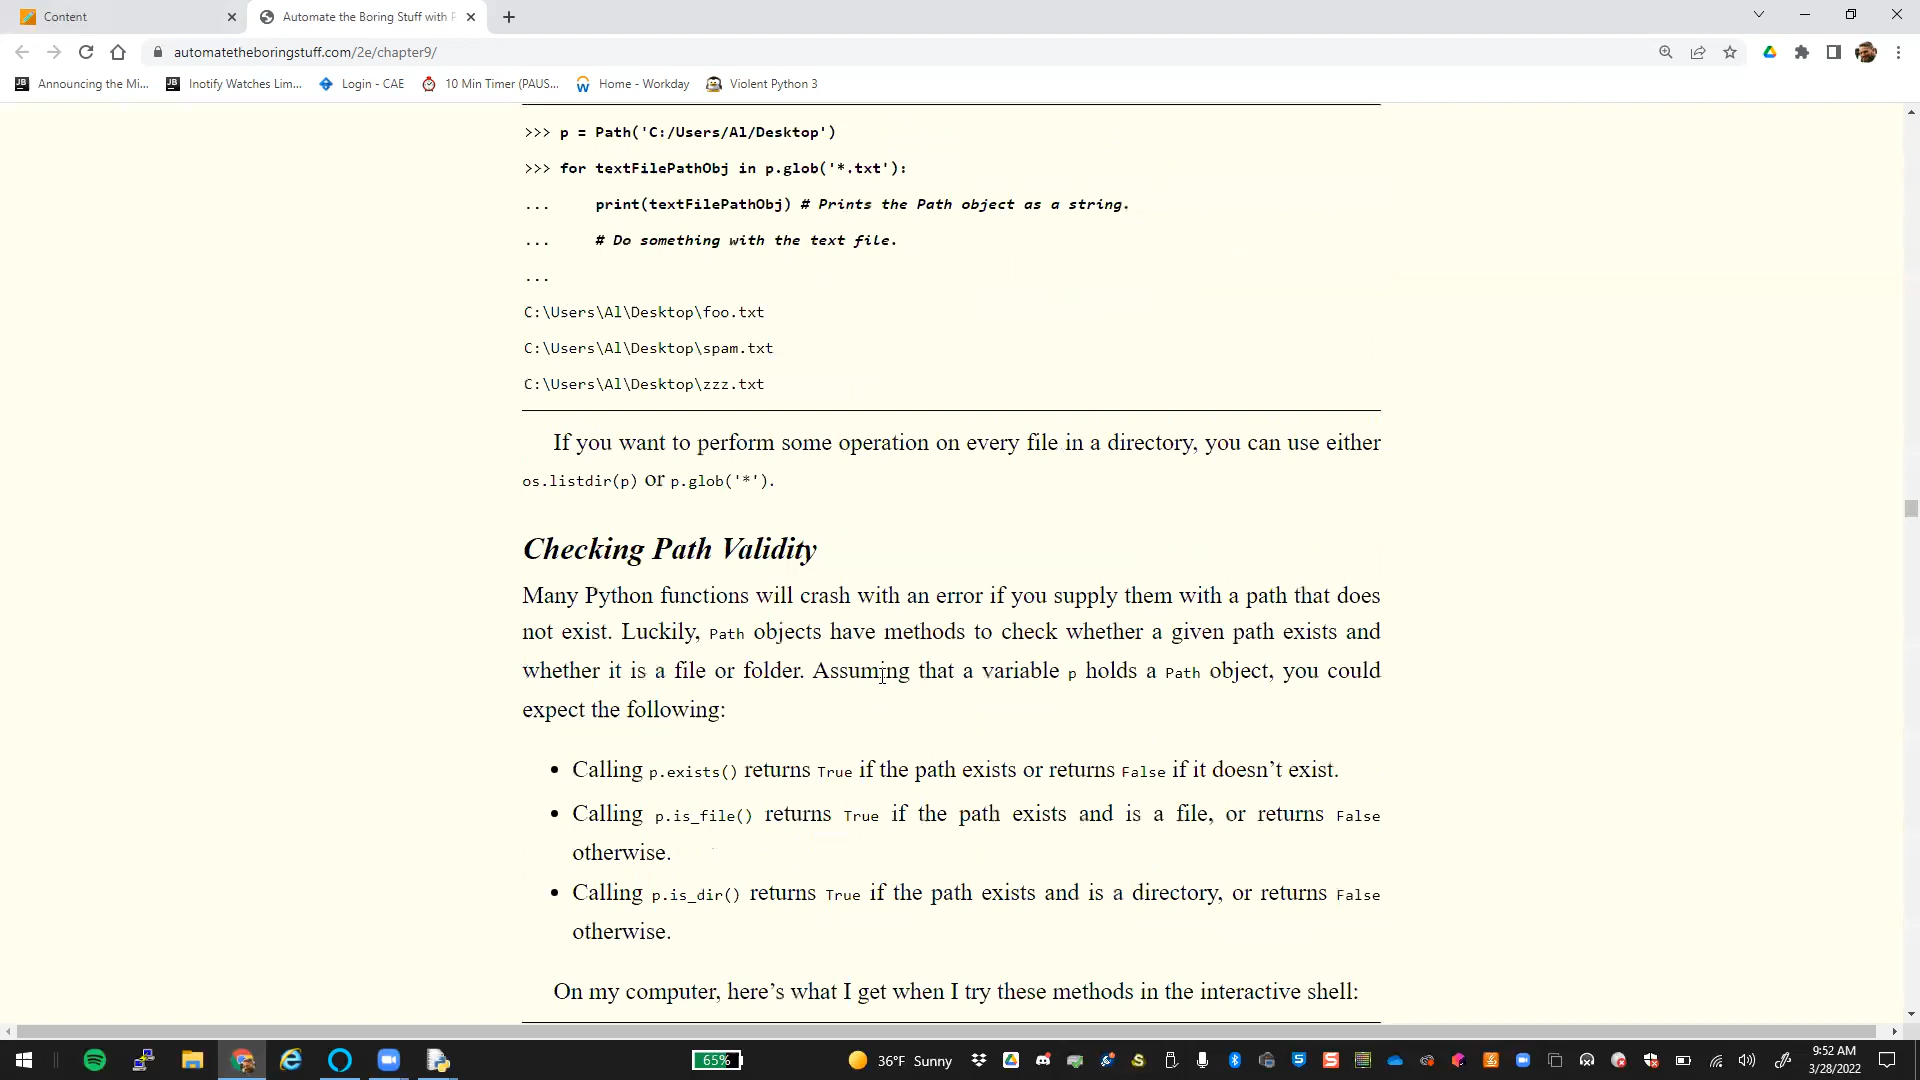 Content
Automate the Boring Stuff with P
automatetheboringstuff.com/2e/chapter9/
Announcing the Mi...
Inotify Watches Lim...
Login - CAE
10 Min Timer (PAUS...
Home - Workday
Violent Python 3
>>> p = Path('C:/Users/Al/Desktop')
>>> for textFilePathObj in p.glob('*.txt'):
...     print(textFilePathObj) # Prints the Path object as a string.
...     # Do something with the text file.
...
C:\Users\Al\Desktop\foo.txt
C:\Users\Al\Desktop\spam.txt
C:\Users\Al\Desktop\zzz.txt
If you want to perform some operation on every file in a directory, you can use either
os.listdir(p) or p.glob('*').
Checking Path Validity
Many Python functions will crash with an error if you supply them with a path that does
not exist. Luckily, Path objects have methods to check whether a given path exists and
whether it is a file or folder. Assuming that a variable p holds a Path object, you could
expect the following:
• Calling p.exists() returns True if the path exists or returns False if it doesn’t exist.
• Calling p.is_file() returns True if the path exists and is a file, or returns False
otherwise.
• Calling p.is_dir() returns True if the path exists and is a directory, or returns False
otherwise.
On my computer, here’s what I get when I try these methods in the interactive shell:
65%
36°F Sunny
9:52 AM
3/28/2022